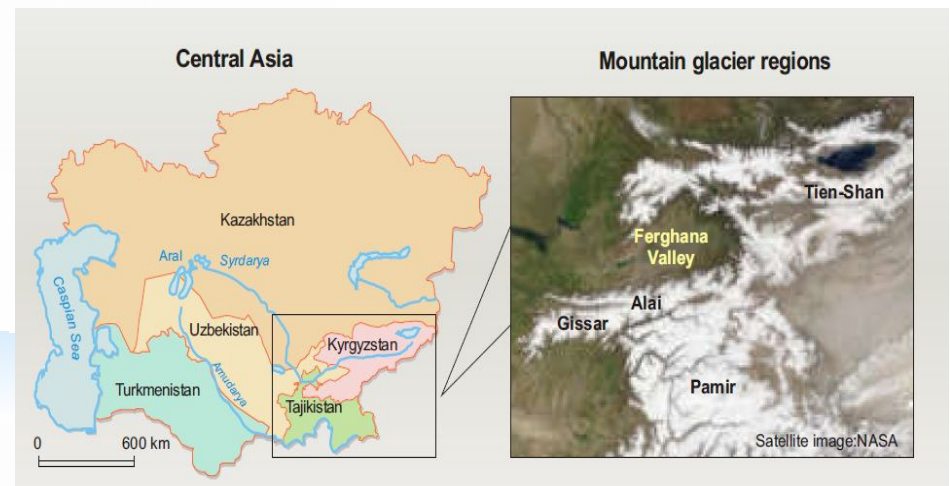 Central Asia
Mountain glacier regions
Kazakhstan
Aral
Syrdarya
Caspian Sea
Uzbekistan
Kyrgyzstan
Turkmenistan
Amudarya
Tajikistan
0
600 km
Tien-Shan
Ferghana
Valley
Alai
Gissar
Pamir
Satellite image:NASA